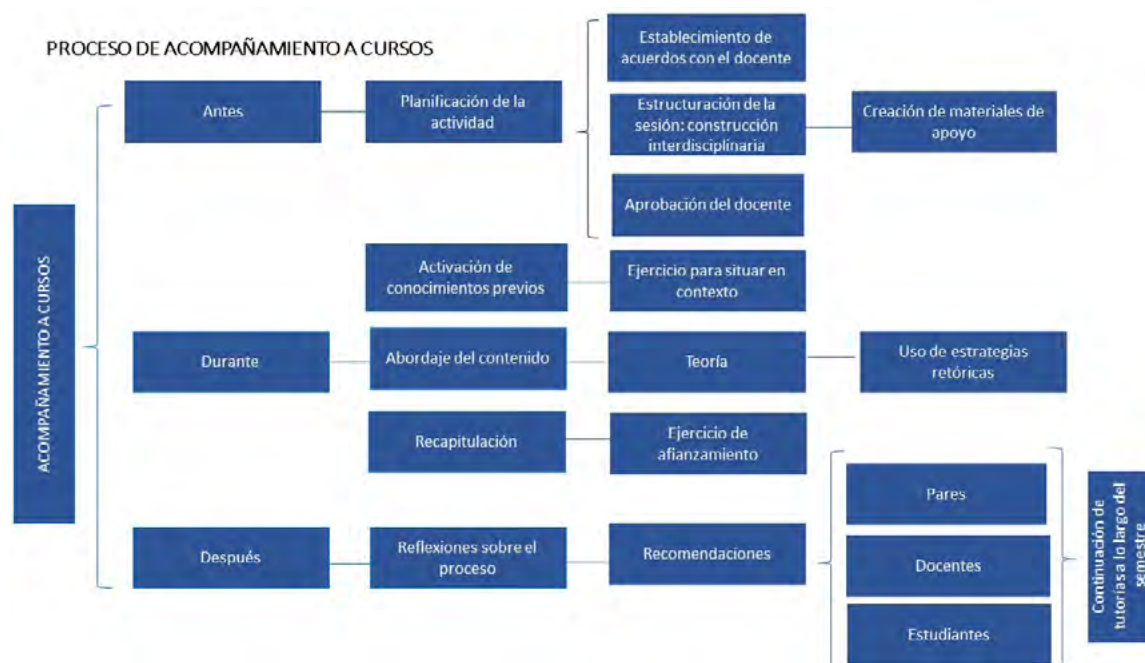 PROCESO DE ACOMPAÑAMIENTO A CURSOS
ACOMPAÑAMIENTO A CURSOS
Antes
Planificación de la
actividad
Establecimiento de
acuerdos con el docente
Estructuración de la
sesión: construcción
interdisciplinaria
Creación de materiales de
apoyo
Aprobación del docente
Durante
Activación de
conocimientos previos
Ejercicio para situar en
contexto
Abordaje del contenido
Teoría
Uso de estrategias
retóricas
Recapitulación
Ejercicio de
afianzamiento
Después
Reflexiones sobre el
proceso
Recomendaciones
Pares
Docentes
Estudiantes
Continuación de
tutorías a lo largo del
semestre